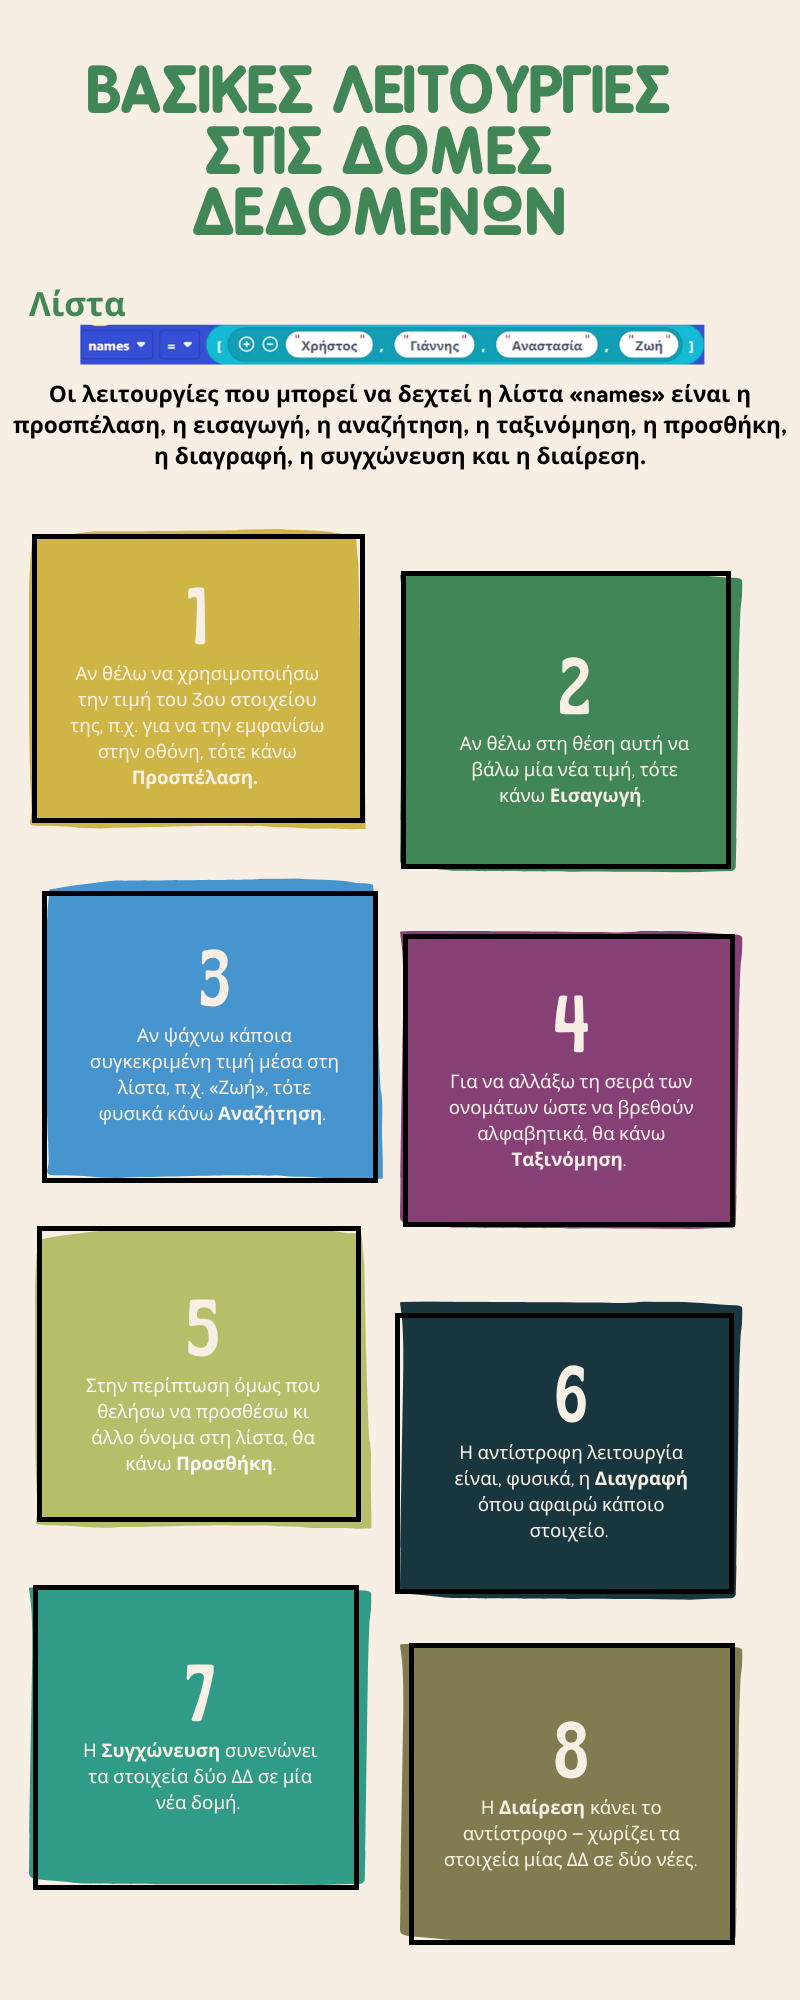 ΒΑΣΙΚΕΣ ΛΕΙΤΟΥΡΓΙΕΣ
ΣΤΙΣ ΔΟΜΕΣ
ΔΕΔΟΜΕΝΩΝ
Λίστα
names = [ "Χρήστος" , "Γιάννης" , "Αναστασία" , "Ζωή" ]
Οι λειτουργίες που μπορεί να δεχτεί η λίστα «names» είναι η
προσπέλαση, η εισαγωγή, η αναζήτηση, η ταξινόμηση, η προσθήκη,
η διαγραφή, η συγχώνευση και η διαίρεση.
1
Αν θέλω να χρησιμοποιήσω
την τιμή του 3ου στοιχείου
της, π.χ. για να την εμφανίσω
στην οθόνη, τότε κάνω
Προσπέλαση.
2
Αν θέλω στη θέση αυτή να
βάλω μία νέα τιμή, τότε
κάνω Εισαγωγή.
3
Αν ψάχνω κάποια
συγκεκριμένη τιμή μέσα στη
λίστα, π.χ. «Ζωή», τότε
φυσικά κάνω Αναζήτηση.
4
Για να αλλάξω τη σειρά των
ονομάτων ώστε να βρεθούν
αλφαβητικά, θα κάνω
Ταξινόμηση.
5
Στην περίπτωση όμως που
θελήσω να προσθέσω κι
άλλο όνομα στη λίστα, θα
κάνω Προσθήκη.
6
Η αντίστροφη λειτουργία
είναι, φυσικά, η Διαγραφή
όπου αφαιρώ κάποιο
στοιχείο.
7
Η Συγχώνευση συνενώνει
τα στοιχεία δύο ΔΔ σε μία
νέα δομή.
8
Η Διαίρεση κάνει το
αντίστροφο – χωρίζει τα
στοιχεία μίας ΔΔ σε δύο νέες.